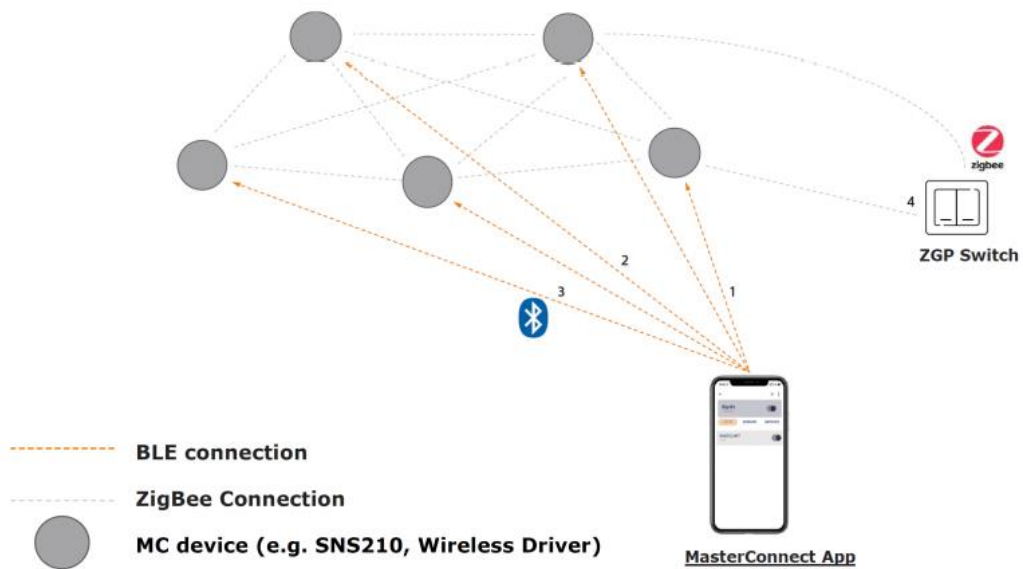 zigbee
4
ZGP Switch
2
3
1
BLE connection
ZigBee Connection
MC device (e.g. SNS210, Wireless Driver)
MasterConnect App